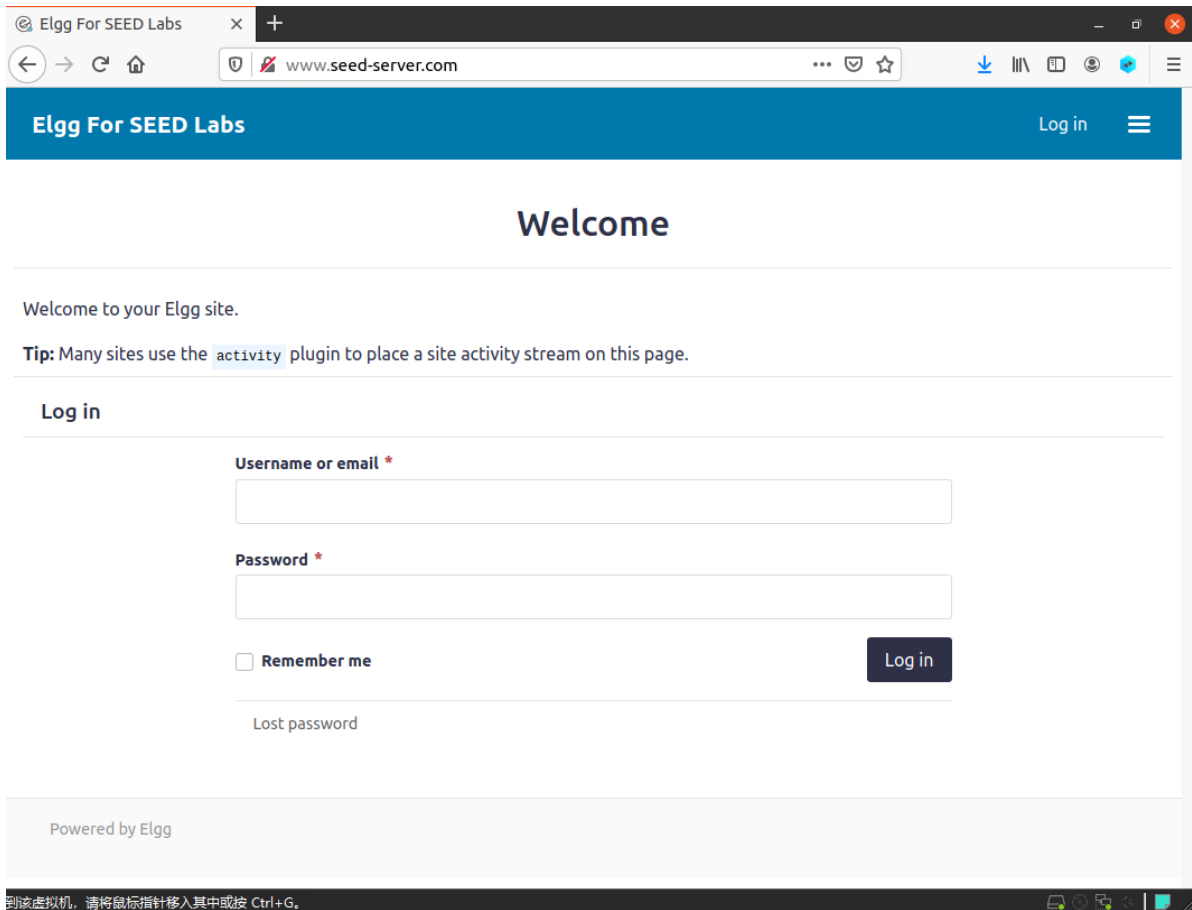 Elgg For SEED Labs
www.seed-server.com
Elgg For SEED Labs
Log in
Welcome
Welcome to your Elgg site.
Tip: Many sites use the activity plugin to place a site activity stream on this page.
Log in
Username or email *
Password *
Remember me
Log in
Lost password
Powered by Elgg
到该虚拟机，请将鼠标指针移入其中或按 Ctrl+G。